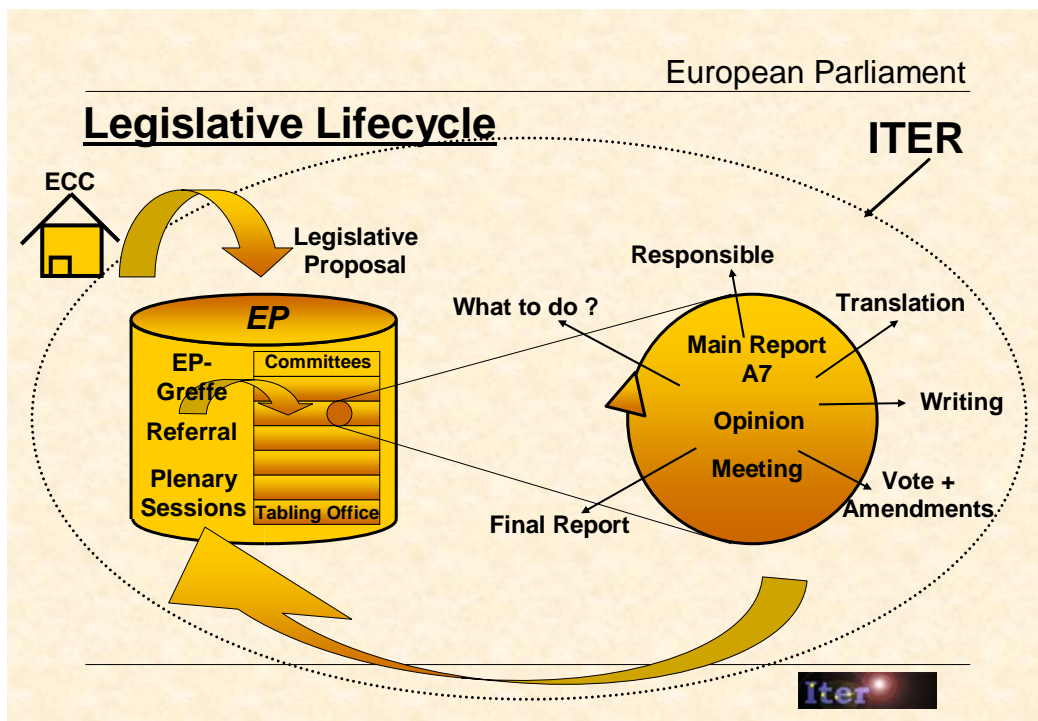 European Parliament
Legislative Lifecycle
ITER
ECC
Legislative
Proposal
EP
EP-
Greffe
Referral
Plenary
Sessions
Committees
Tabling Office
What to do ?
Responsible
Translation
Main Report
A7
Opinion
Meeting
Writing
Vote +
Amendments
Final Report
Iter